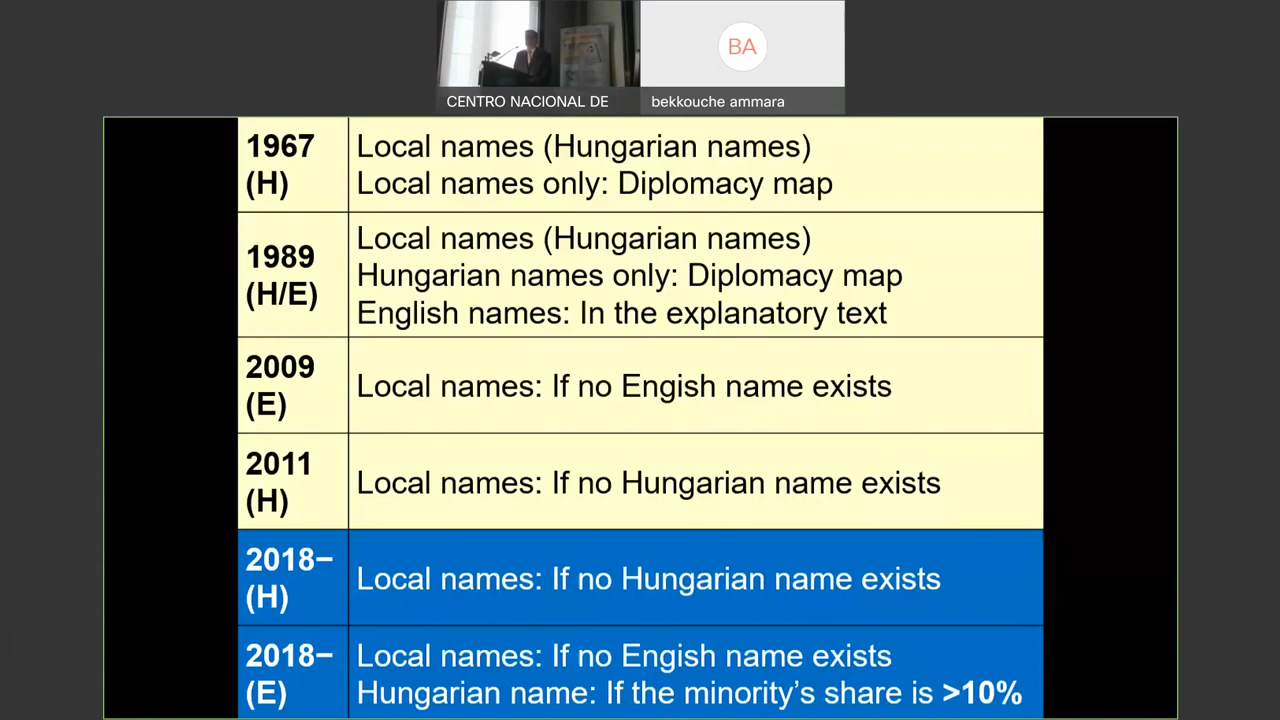 BA
CENTRO NACIONAL DE
bekkouche ammara
1967
(H)
Local names (Hungarian names)
Local names only: Diplomacy map
1989
(H/E)
Local names (Hungarian names)
Hungarian names only: Diplomacy map
English names: In the explanatory text
2009
(E)
Local names: If no Engish name exists
2011
(H)
Local names: If no Hungarian name exists
2018–
(H)
Local names: If no Hungarian name exists
2018–
(E)
Local names: If no Engish name exists
Hungarian name: If the minority’s share is >10%